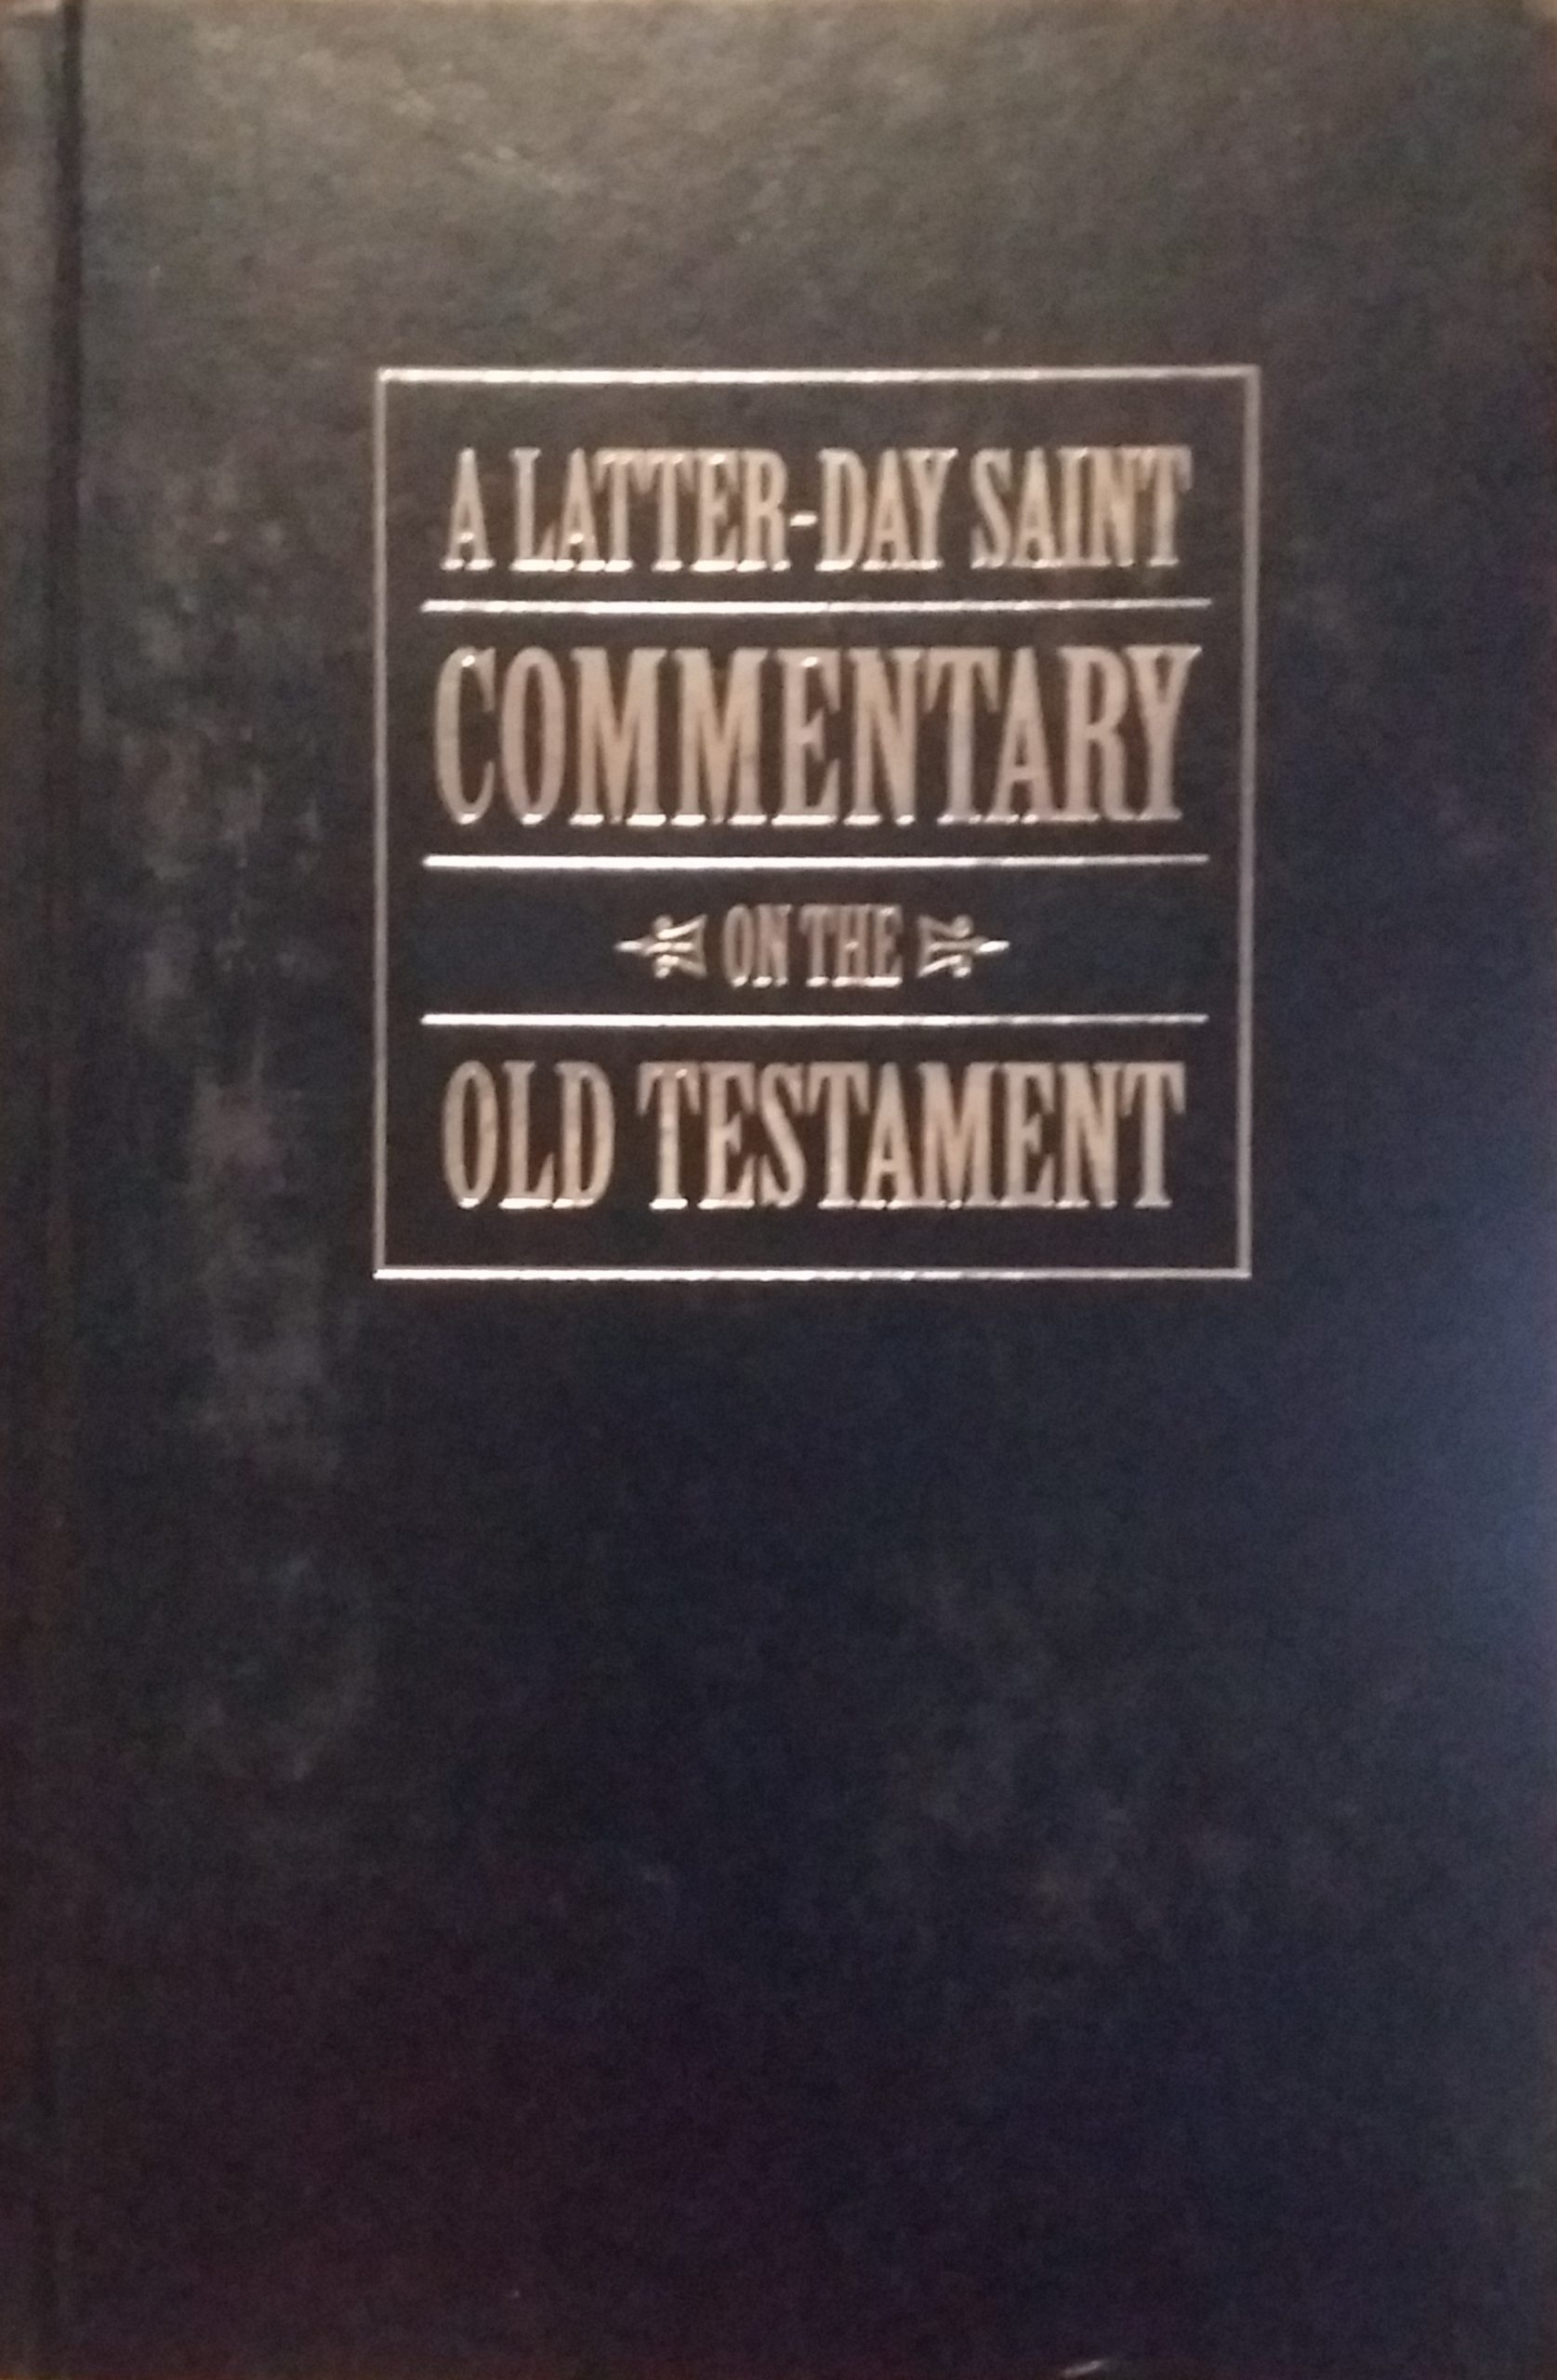 A LATTER-DAY SAINT
COMMENTARY
ON THE
OLD TESTAMENT